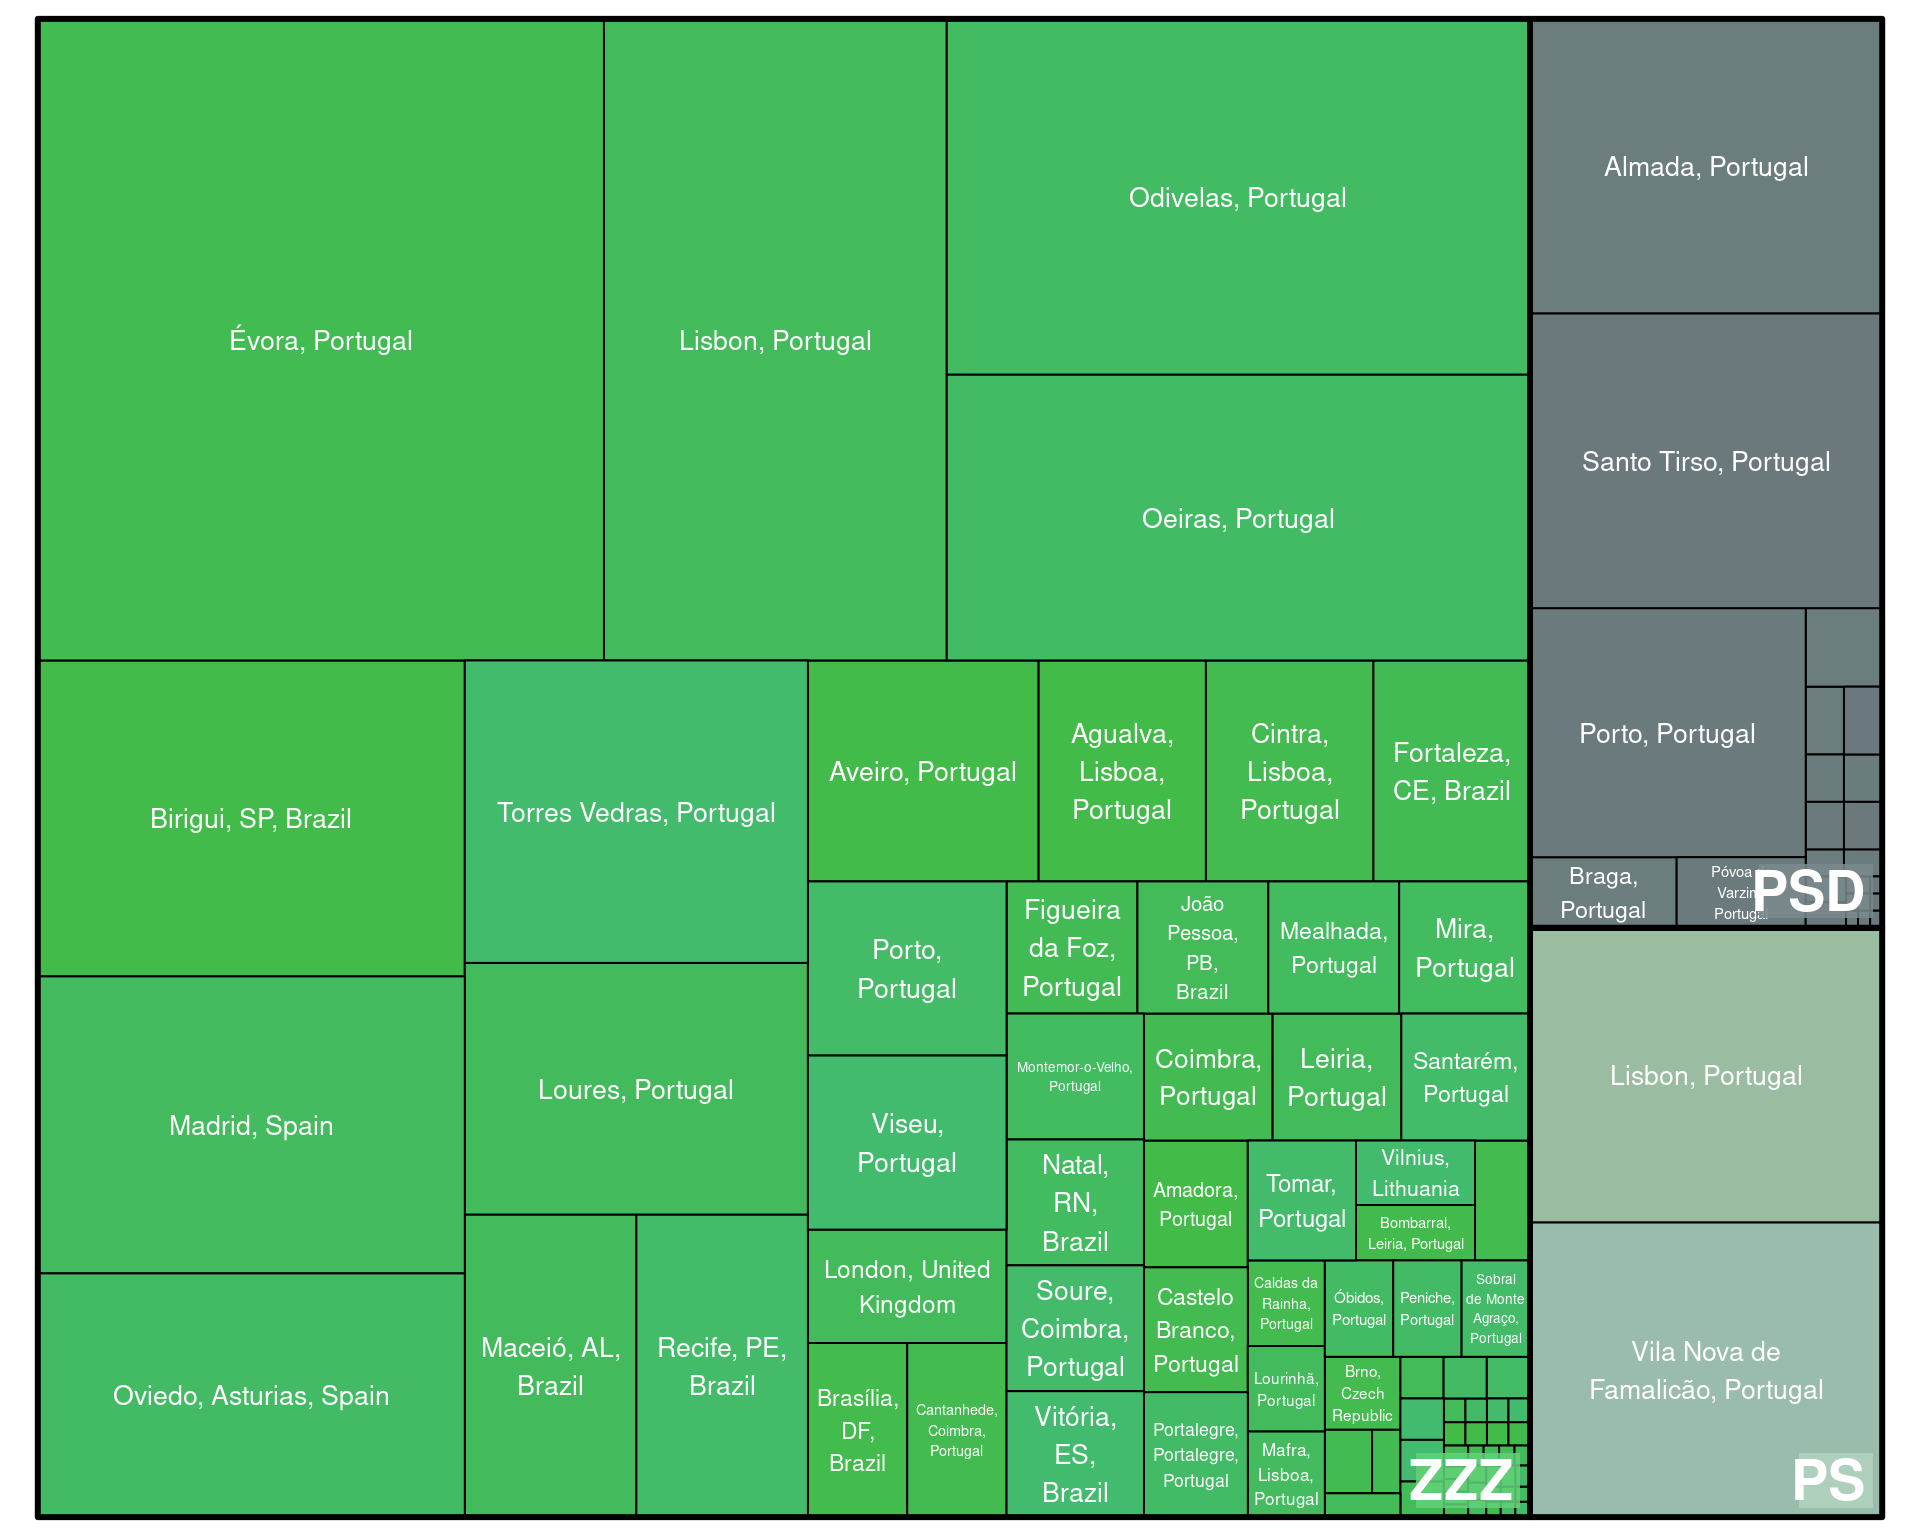 Évora, Portugal
Lisbon, Portugal
Odivelas, Portugal
Oeiras, Portugal
Birigui, SP, Brazil
Madrid, Spain
Oviedo, Asturias, Spain
Torres Vedras, Portugal
Loures, Portugal
Maceió, AL,
Brazil
Recife, PE,
Brazil
Aveiro, Portugal
Agualva,
Lisboa,
Portugal
Cintra,
Lisboa,
Portugal
Fortaleza,
CE, Brazil
Porto,
Portugal
Viseu,
Portugal
London, United
Kingdom
Brasília,
DF,
Brazil
Cantanhede,
Coimbra,
Portugal
Figueira
da Foz,
Portugal
João
Pessoa,
PB,
Brazil
Mealhada,
Portugal
Mira,
Portugal
Montemor-o-Velho,
Portugal
Coimbra,
Portugal
Leiria,
Portugal
Santarém,
Portugal
Natal,
RN,
Brazil
Soure,
Coimbra,
Portugal
Vitória,
ES,
Brazil
Amadora,
Portugal
Castelo
Branco,
Portugal
Portalegre,
Portalegre,
Portugal
Tomar,
Portugal
Vilnius,
Lithuania
Bombarral,
Leiria, Portugal
Caldas da
Rainha,
Portugal
Lourinhã,
Portugal
Mafra,
Lisboa,
Portugal
Óbidos,
Portugal
Peniche,
Portugal
Sobral
de Monte
Agraço,
Portugal
Brno,
Czech
Republic
ZZZ
Almada, Portugal
Santo Tirso, Portugal
Porto, Portugal
Braga,
Portugal
Póvoa
Varzim
Portugal
PSD
Lisbon, Portugal
Vila Nova de
Famalicão, Portugal
PS